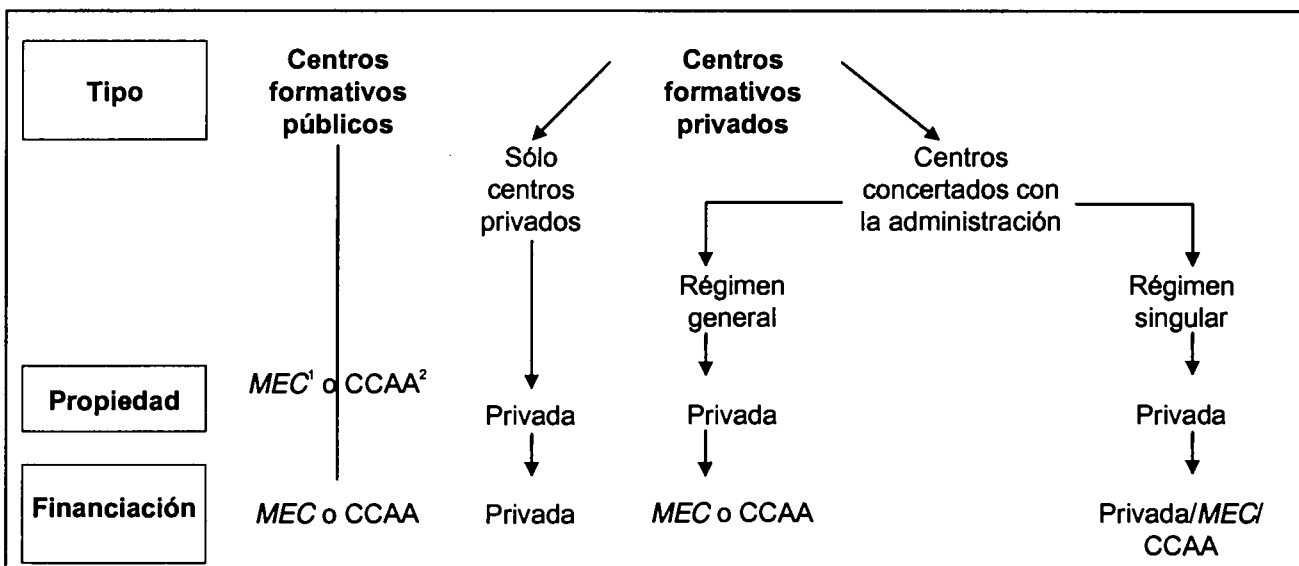 Tipo
Centros
formativos
públicos
Centros
formativos
privados
Sólo
centros
privados
Centros
concertados con
la administración
Régimen
general
Régimen
singular
Propiedad
MEC¹ o CCAA²
Privada
Privada
Privada
Financiación
MEC o CCAA
Privada
MEC o CCAA
Privada/MEC/
CCAA